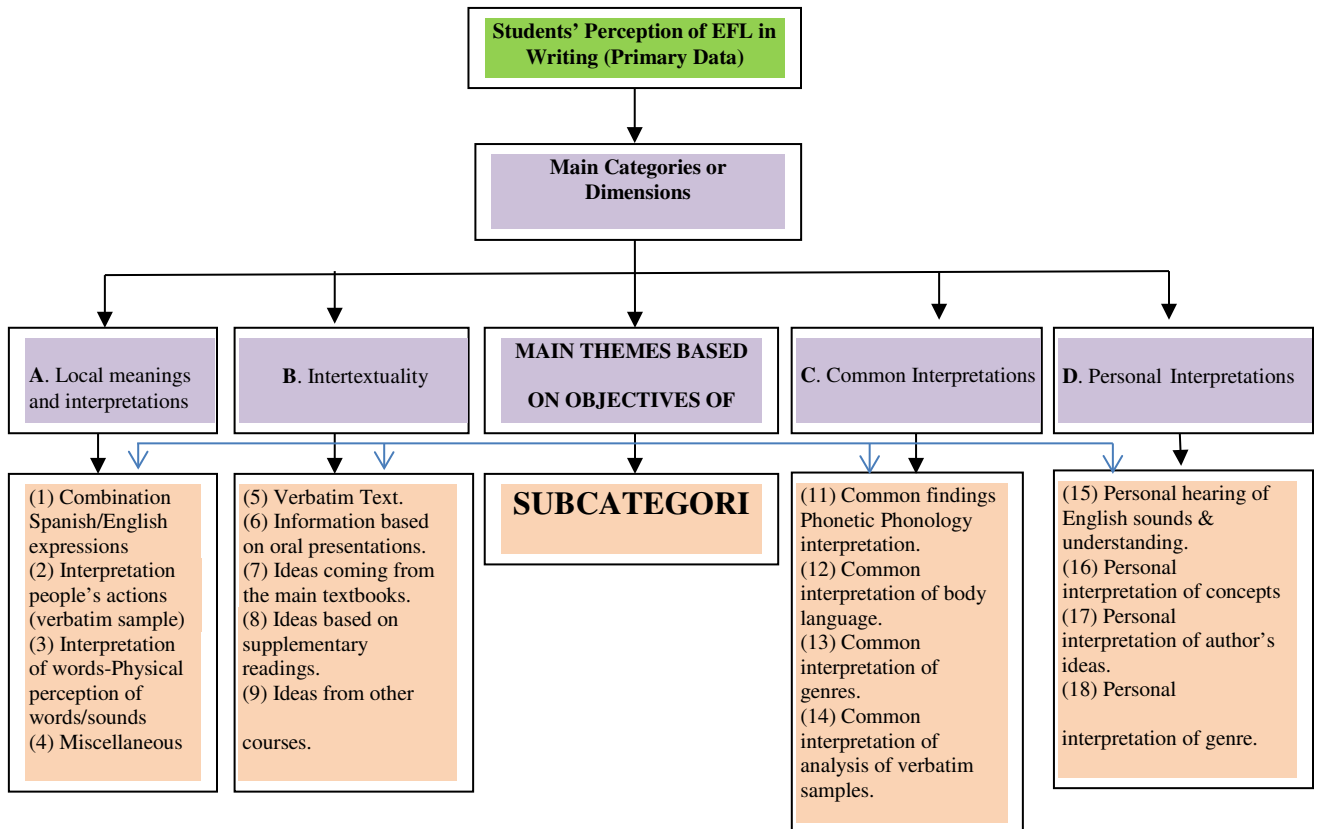 Students’ Perception of EFL in
Writing (Primary Data)
Main Categories or
Dimensions
A. Local meanings
and interpretations
B. Intertextuality
MAIN THEMES BASED
ON OBJECTIVES OF
C. Common Interpretations
D. Personal Interpretations
(1) Combination
Spanish/English
expressions
(2) Interpretation
people’s actions
(verbatim sample)
(3) Interpretation
of words-Physical
perception of
words/sounds
(4) Miscellaneous
(5) Verbatim Text.
(6) Information based
on oral presentations.
(7) Ideas coming from
the main textbooks.
(8) Ideas based on
supplementary
readings.
(9) Ideas from other
courses.
SUBCATEGORI
(11) Common findings
Phonetic Phonology
interpretation.
(12) Common
interpretation of body
language.
(13) Common
interpretation of
genres.
(14) Common
interpretation of
analysis of verbatim
samples.
(15) Personal hearing of
English sounds &
understanding.
(16) Personal
interpretation of concepts
(17) Personal
interpretation of author’s
ideas.
(18) Personal
interpretation of genre.